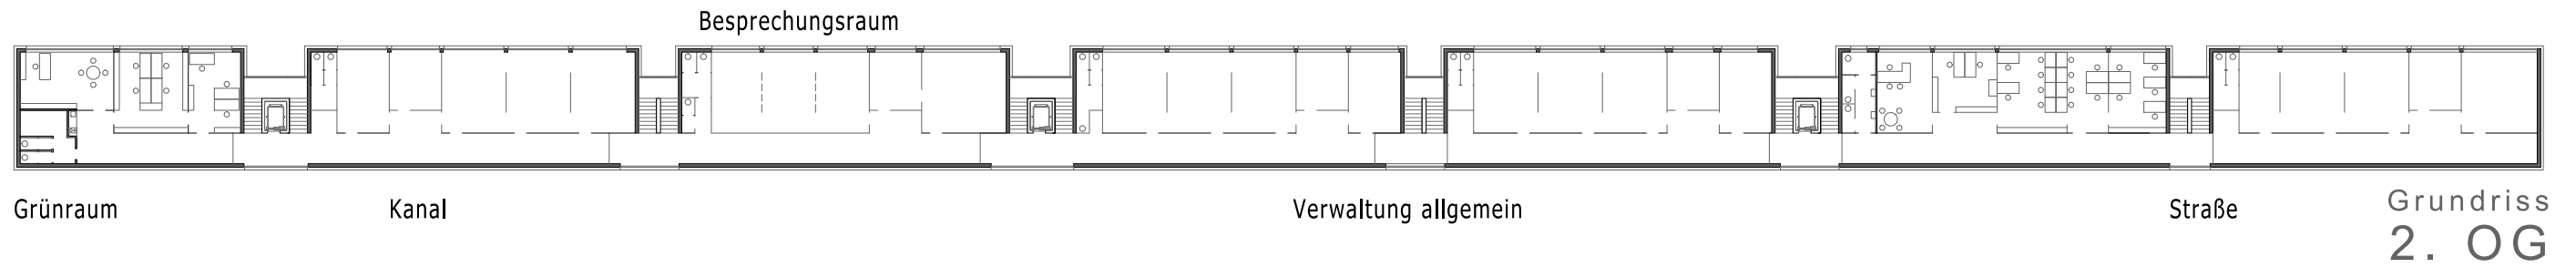 Besprechungsraum
Grünraum
Kanal
Verwaltung allgemein
Straße
Grundriss
2. OG